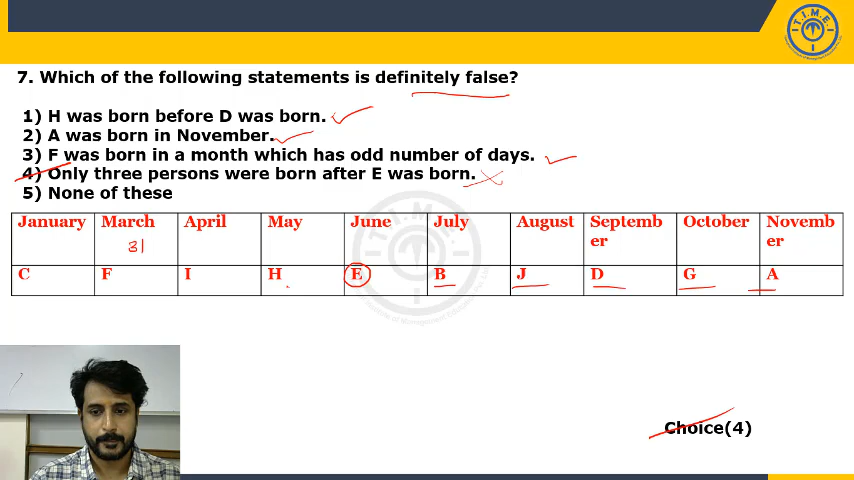 T.I.M.E.
7. Which of the following statements is definitely false?
1) H was born before D was born.
2) A was born in November.
3) F was born in a month which has odd number of days.
4) Only three persons were born after E was born.
5) None of these
January March April May June July August Septemb October Novemb
er er
31
C F I H E B J D G A
Choice(4)